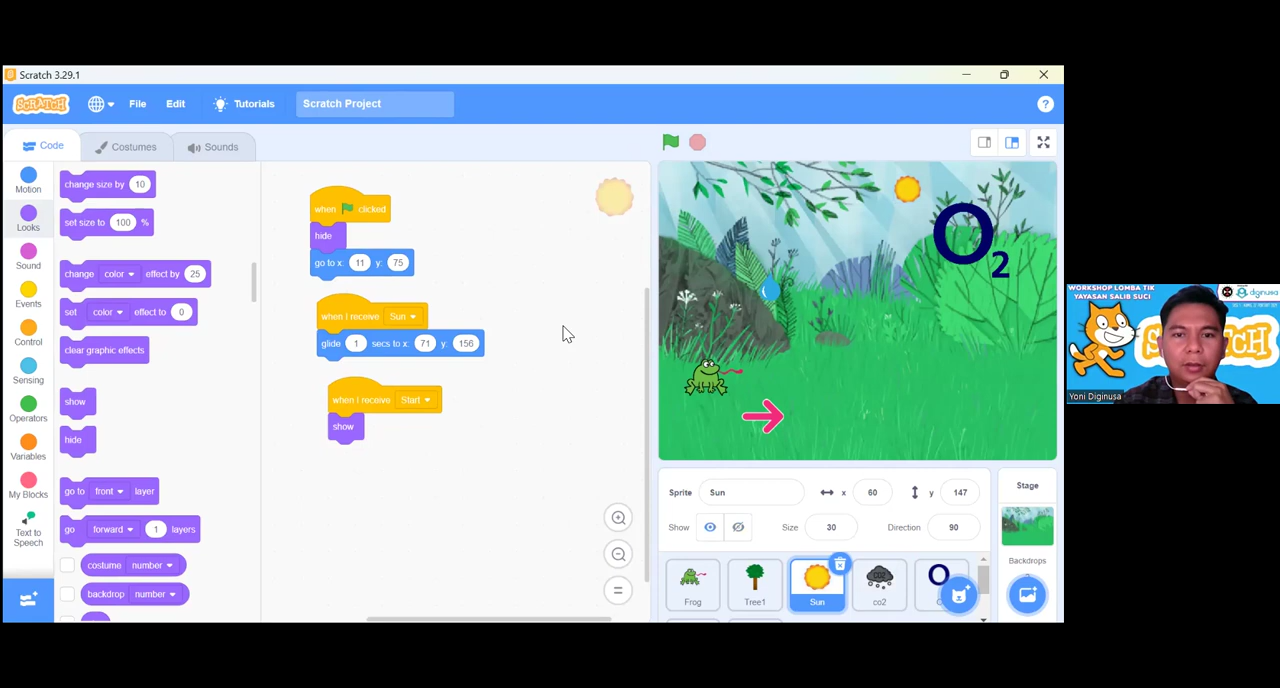 Scratch 3.29.1
SCRATCH
File
Edit
Tutorials
Scratch Project
?
Code
Costumes
Sounds
Motion
Looks
Sound
Events
Control
Sensing
Operators
Variables
My Blocks
Text to
Speech
change size by 10
set size to 100 %
change color effect by 25
set color effect to 0
clear graphic effects
show
hide
go to front layer
go forward 1 layers
costume number
backdrop number
when clicked
hide
go to x: 11 y: 75
when I receive Sun
glide 1 secs to x: 71 y: 156
when I receive Start
show
O2
Sprite Sun x 60 y 147
Show Size 30 Direction 90
Frog
Tree1
Sun
CO2
co2
O
Stage
Backdrops
WORKSHOP LOMBA TIK
YAYASAN SALIB SUCI
diginusa
SCRATCH
Yoni Diginusa